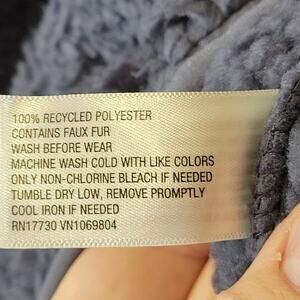 100% RECYCLED POLYESTER
CONTAINS FAUX FUR
WASH BEFORE WEAR
MACHINE WASH COLD WITH LIKE COLORS
ONLY NON-CHLORINE BLEACH IF NEEDED
TUMBLE DRY LOW, REMOVE PROMPTLY
COOL IRON IF NEEDED
RN17730 VN1069804